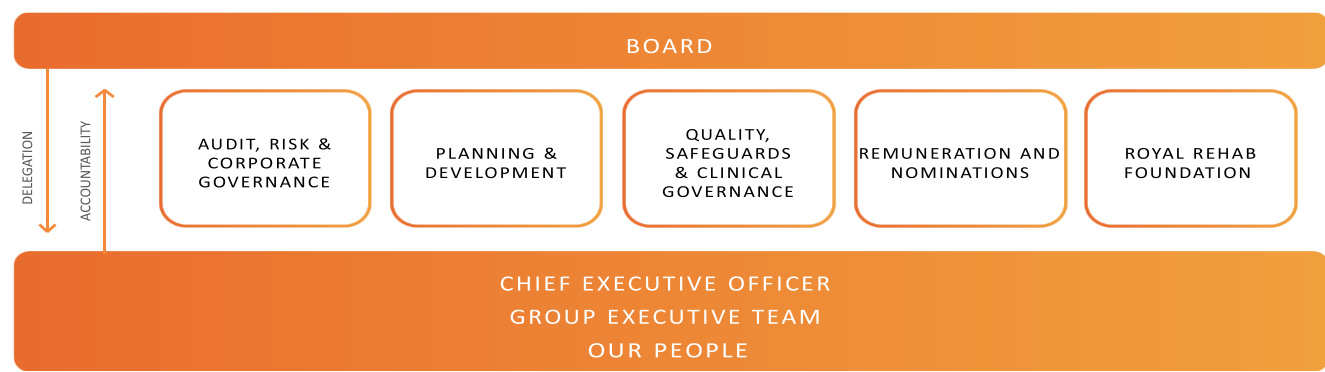 BOARD
DELEGATION
ACCOUNTABILITY
AUDIT, RISK &
CORPORATE
GOVERNANCE
PLANNING &
DEVELOPMENT
QUALITY,
SAFEGUARDS
& CLINICAL
GOVERNANCE
REMUNERATION AND
NOMINATIONS
ROYAL REHAB
FOUNDATION
CHIEF EXECUTIVE OFFICER
GROUP EXECUTIVE TEAM
OUR PEOPLE